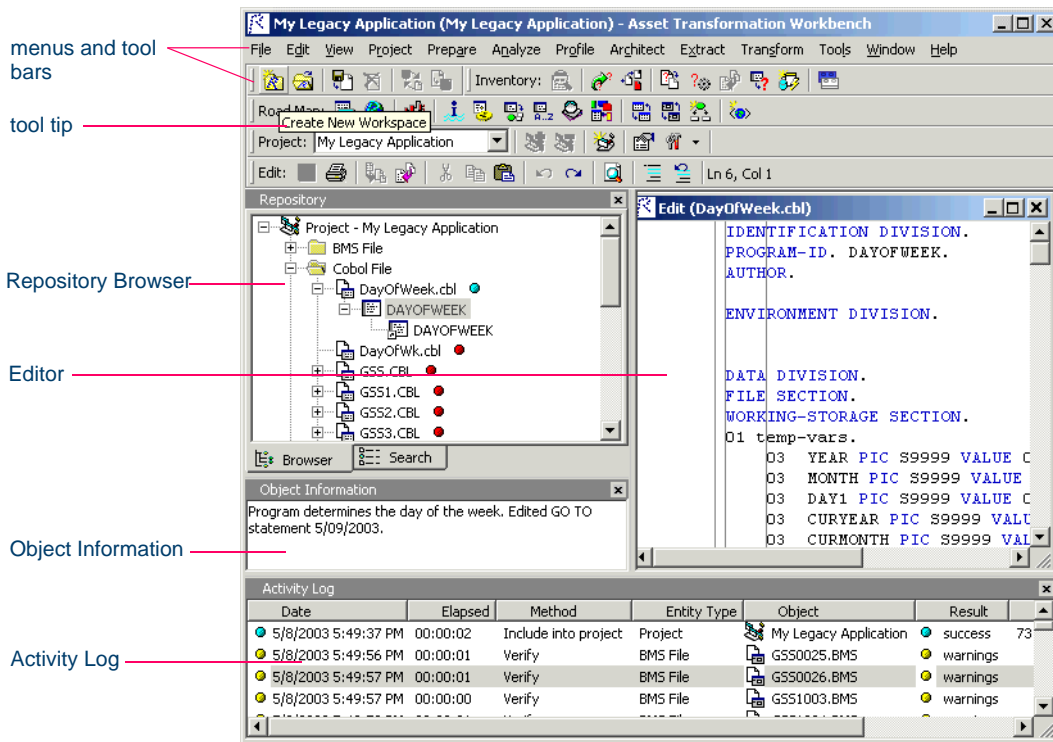 My Legacy Application (My Legacy Application) - Asset Transformation Workbench
menus and tool bars
File Edit View Project Prepare Analyze Profile Architect Extract Transform Tools Window Help
Inventory:
Road Map:
A..Z
tool tip
Create New Workspace
Project: My Legacy Application
Edit: Ln 6, Col 1
Repository
Project - My Legacy Application
BMS File
Cobol File
Repository Browser
DayOfWeek.cbl
DAYOFWEEK
DAYOFWEEK
DayOfWk.cbl
GSS.CBL
GSS1.CBL
GSS2.CBL
GSS3.CBL
Browser Search
Editor
Edit (DayOfWeek.cbl)
IDENTIFICATION DIVISION.
PROGRAM-ID. DAYOFWEEK.
AUTHOR.
ENVIRONMENT DIVISION.
DATA DIVISION.
FILE SECTION.
WORKING-STORAGE SECTION.
01 temp-vars.
03 YEAR PIC S9999 VALUE
03 MONTH PIC S9999 VALUE
03 DAY1 PIC S9999 VALUE
03 CURYEAR PIC S9999 VALU
03 CURMONTH PIC S9999 VAL
Object Information
Object Information
Program determines the day of the week. Edited GO TO
statement 5/09/2003.
Activity Log
Activity Log
Date Elapsed Method Entity Type Object Result
5/8/2003 5:49:37 PM 00:00:02 Include into project Project My Legacy Application success 73
5/8/2003 5:49:56 PM 00:00:01 Verify BMS File GSS0025.BMS warnings
5/8/2003 5:49:57 PM 00:00:01 Verify BMS File GSS0026.BMS warnings
5/8/2003 5:49:57 PM 00:00:00 Verify BMS File GSS1003.BMS warnings